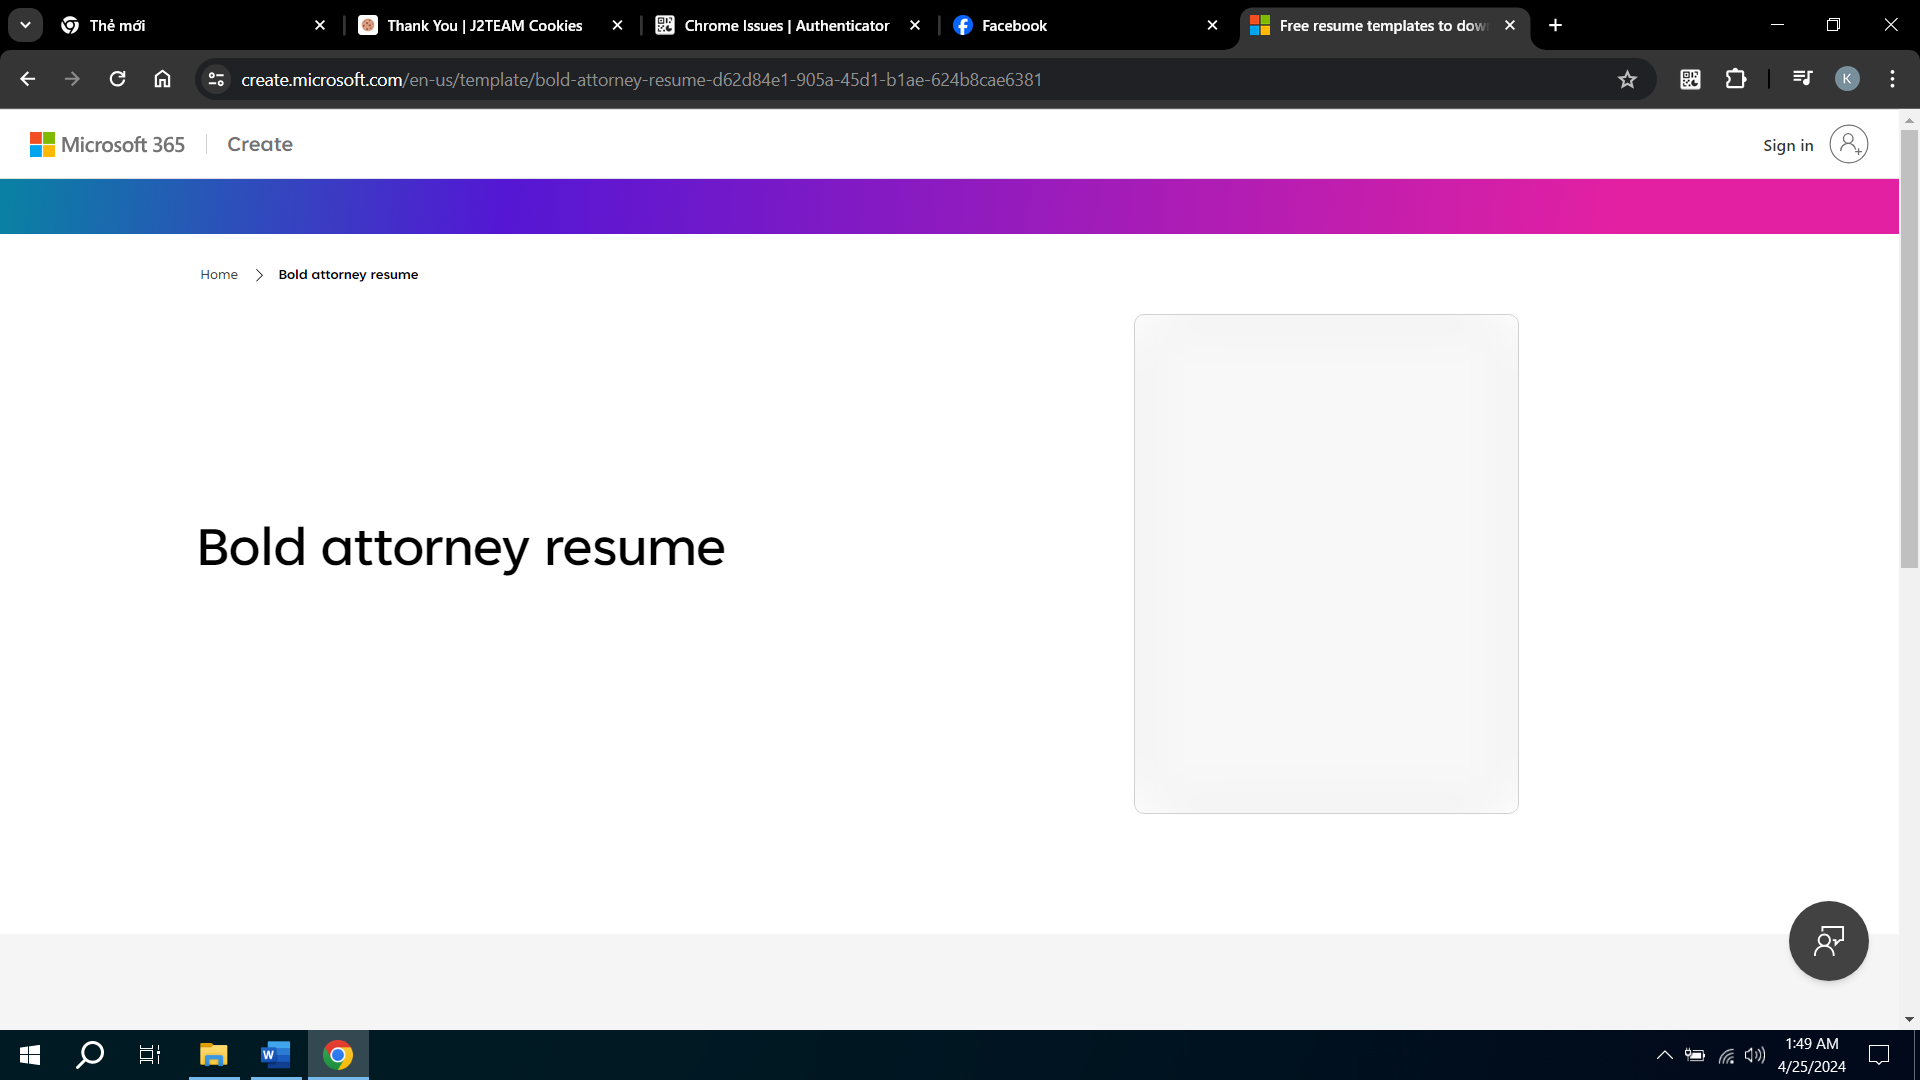 Thẻ mới
Thank You | J2TEAM Cookies
Chrome Issues | Authenticator
Facebook
Free resume templates to dow
create.microsoft.com/en-us/template/bold-attorney-resume-d62d84e1-905a-45d1-b1ae-624b8cae6381
K
Microsoft 365
Create
Sign in
Home
Bold attorney resume
Bold attorney resume
W
1:49 AM
4/25/2024